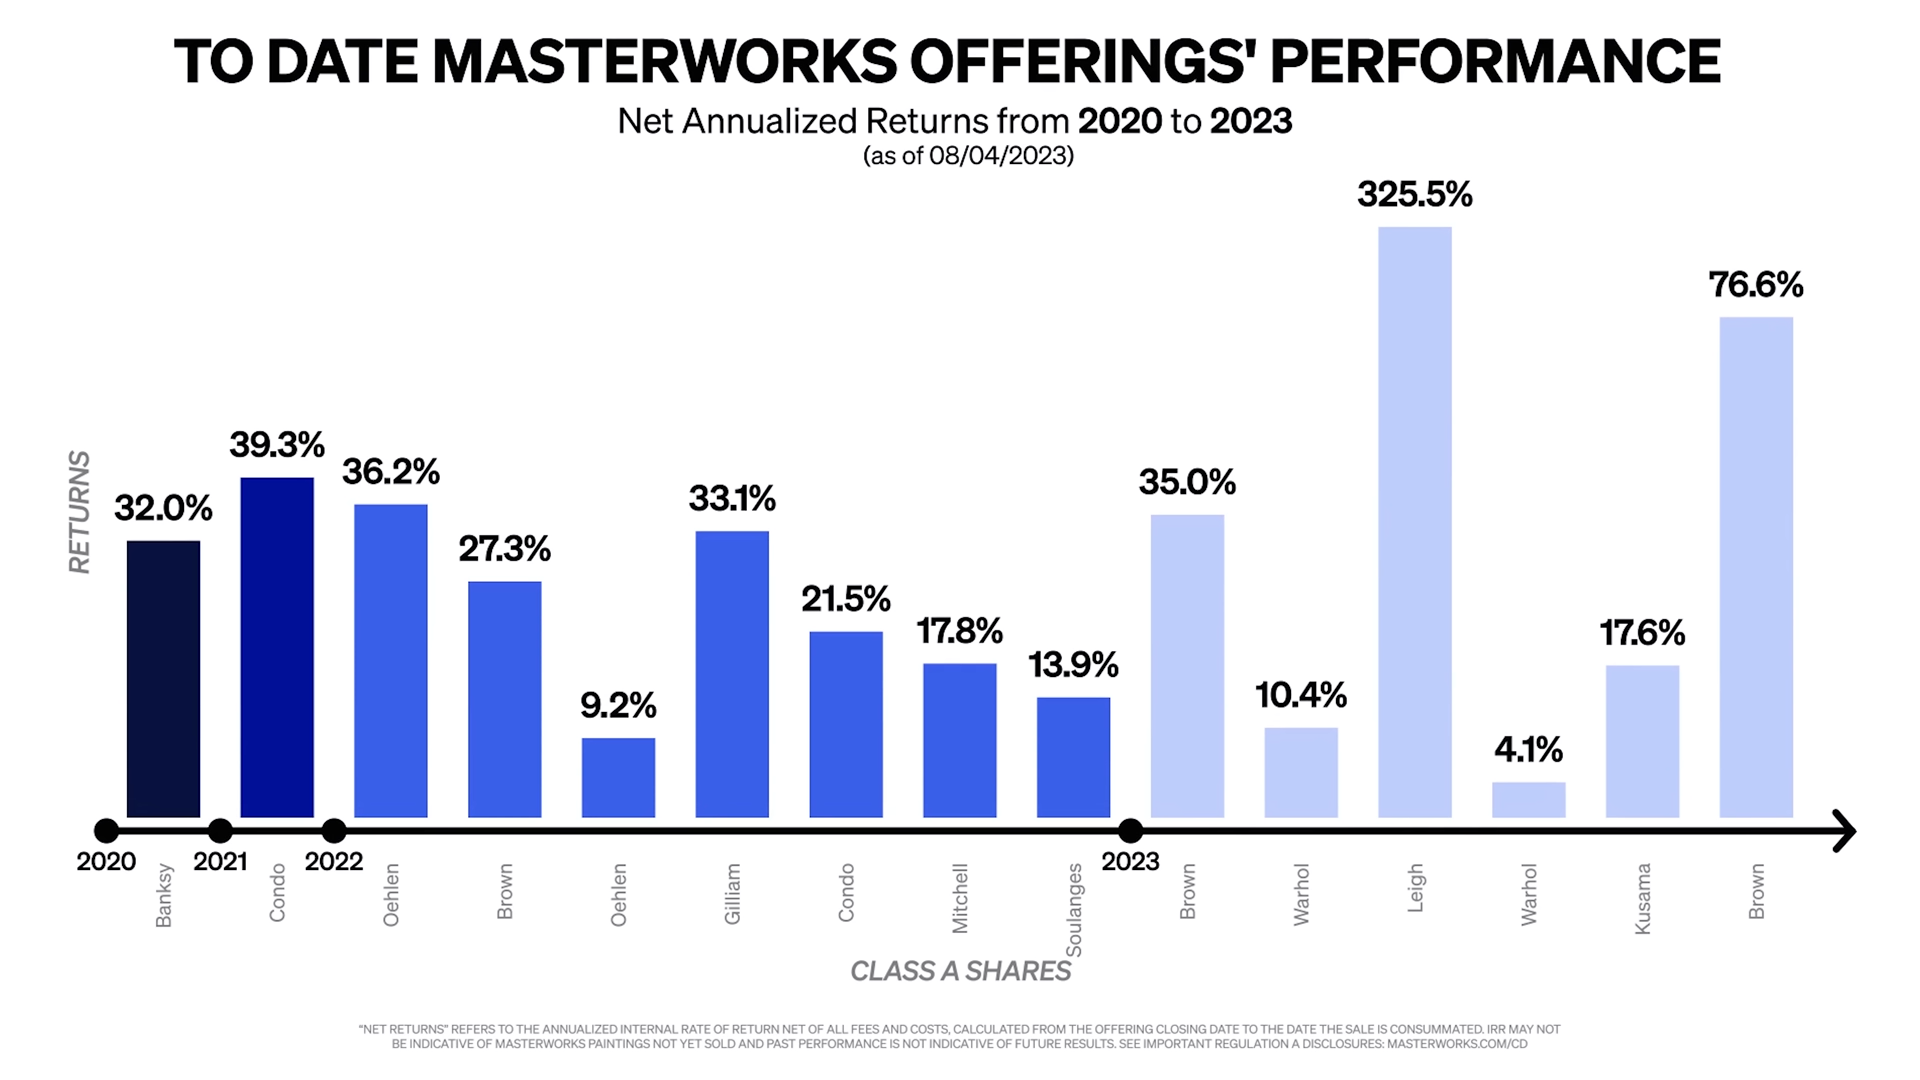 TO DATE MASTERWORKS OFFERINGS' PERFORMANCE
Net Annualized Returns from 2020 to 2023
(as of 08/04/2023)
RETURNS
32.0%
39.3%
36.2%
27.3%
9.2%
33.1%
21.5%
17.8%
13.9%
35.0%
10.4%
325.5%
4.1%
17.6%
76.6%
2020
2021
2022
2023
Banksy
Condo
Oehlen
Brown
Oehlen
Gilliam
Condo
Mitchell
Soulanges
Brown
Warhol
Leigh
Warhol
Kusama
Brown
CLASS A SHARES
"NET RETURNS" REFERS TO THE ANNUALIZED INTERNAL RATE OF RETURN NET OF ALL FEES AND COSTS, CALCULATED FROM THE OFFERING CLOSING DATE TO THE DATE THE SALE IS CONSUMMATED. IRR MAY NOT
BE INDICATIVE OF MASTERWORKS PAINTINGS NOT YET SOLD AND PAST PERFORMANCE IS NOT INDICATIVE OF FUTURE RESULTS. SEE IMPORTANT REGULATION A DISCLOSURES: MASTERWORKS.COM/CD